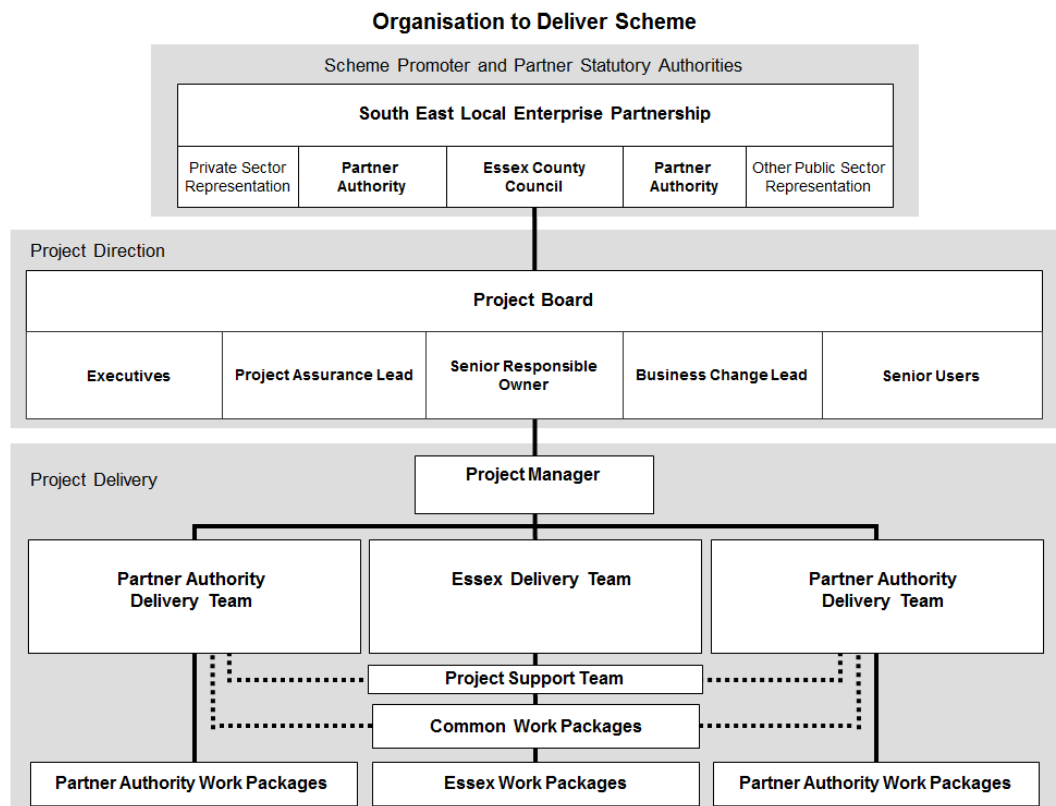 Organisation to Deliver Scheme
Scheme Promoter and Partner Statutory Authorities
South East Local Enterprise Partnership
Private Sector
Representation
Partner
Authority
Essex County
Council
Partner
Authority
Other Public Sector
Representation
Project Direction
Project Board
Executives
Project Assurance Lead
Senior Responsible
Owner
Business Change Lead
Senior Users
Project Delivery
Project Manager
Partner Authority
Delivery Team
Essex Delivery Team
Partner Authority
Delivery Team
Project Support Team
Common Work Packages
Partner Authority Work Packages
Essex Work Packages
Partner Authority Work Packages